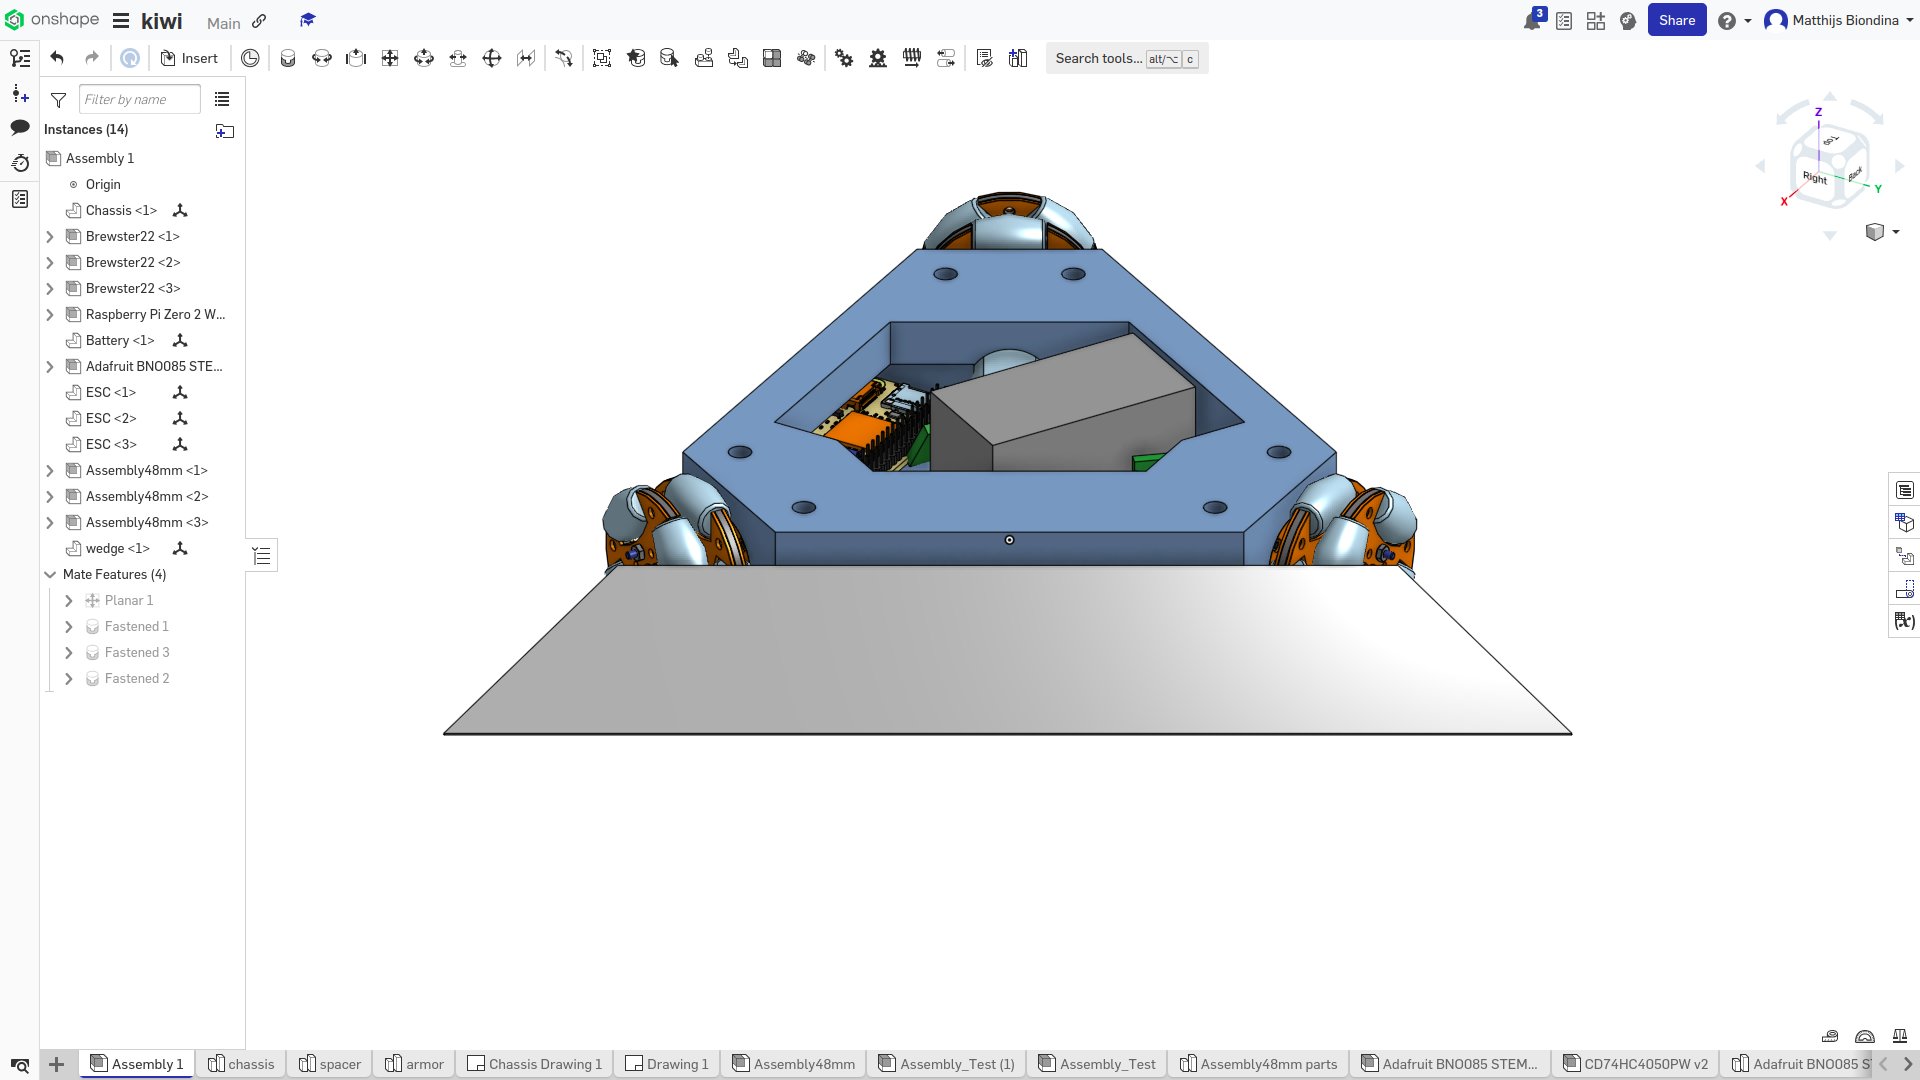 onshape kiwi Main 3 Share Matthijs Biondina
Insert Search tools... alt/⌥ c
Filter by name
Instances (14)
Assembly 1
Origin
Chassis <1>
Brewster22 <1>
Brewster22 <2>
Brewster22 <3>
Raspberry Pi Zero 2 W...
Battery <1>
Adafruit BNO085 STE...
ESC <1>
ESC <2>
ESC <3>
Assembly48mm <1>
Assembly48mm <2>
Assembly48mm <3>
wedge <1>
Mate Features (4)
Planar 1
Fastened 1
Fastened 3
Fastened 2
Z
Top
Right
Back
X
Y
(x)
Assembly 1 chassis spacer armor Chassis Drawing 1 Drawing 1 Assembly48mm Assembly_Test (1) Assembly_Test Assembly48mm parts Adafruit BNO085 STEM... CD74HC4050PW v2 Adafruit BNO085 S